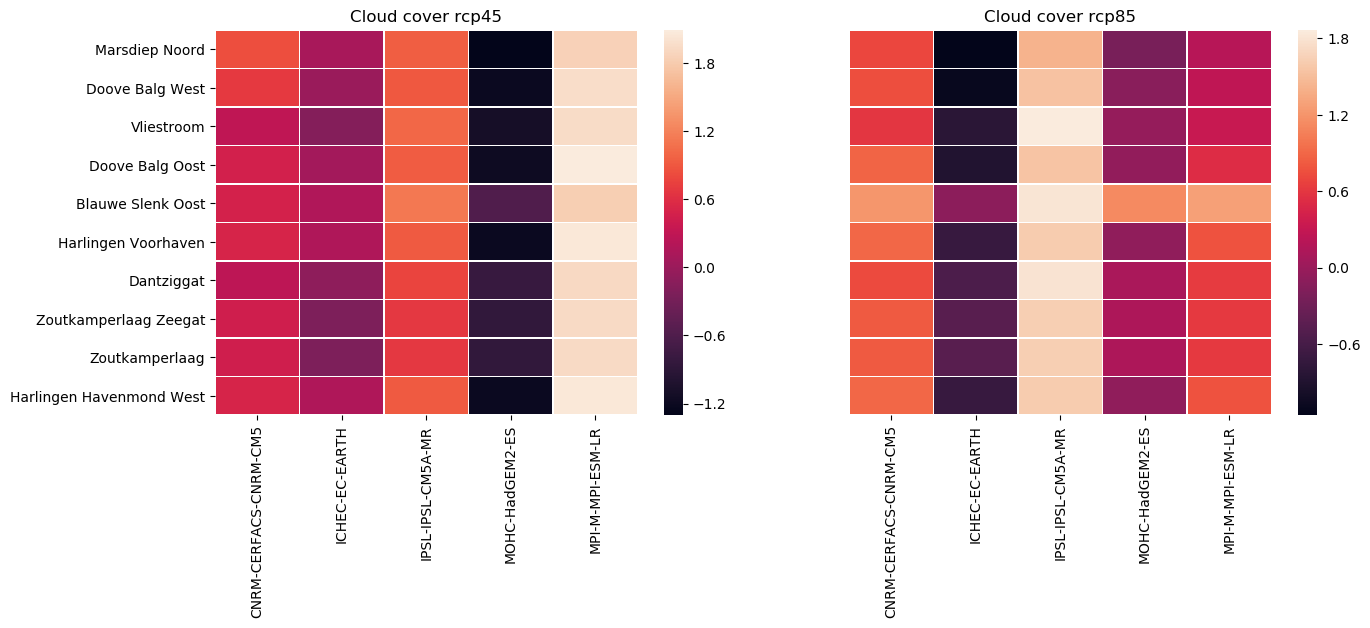 Cloud cover rcp45
Marsdiep Noord
Doove Balg West
Vliestroom
Doove Balg Oost
Blauwe Slenk Oost
Harlingen Voorhaven
Dantziggat
Zoutkamperlaag Zeegat
Zoutkamperlaag
Harlingen Havenmond West
CNRM-CERFACS-CNRM-CM5
ICHEC-EC-EARTH
IPSL-IPSL-CM5A-MR
MOHC-HadGEM2-ES
MPI-M-MPI-ESM-LR
1.8
1.2
0.6
0.0
−0.6
−1.2
Cloud cover rcp85
CNRM-CERFACS-CNRM-CM5
ICHEC-EC-EARTH
IPSL-IPSL-CM5A-MR
MOHC-HadGEM2-ES
MPI-M-MPI-ESM-LR
1.8
1.2
0.6
0.0
−0.6